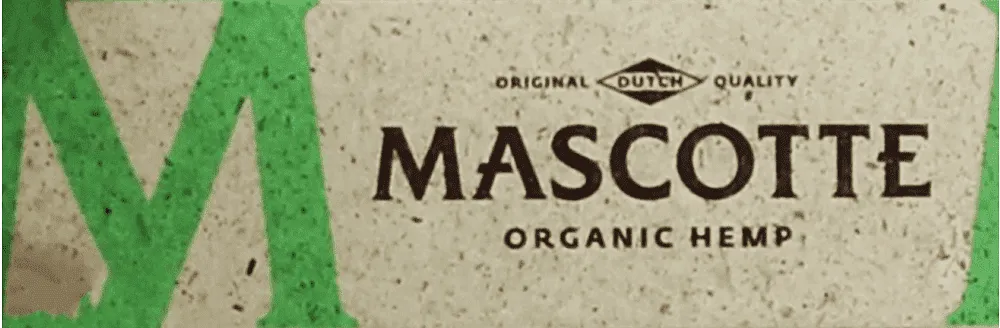 ORIGINAL DUTCH QUALITY
MASCOTTE
ORGANIC HEMP